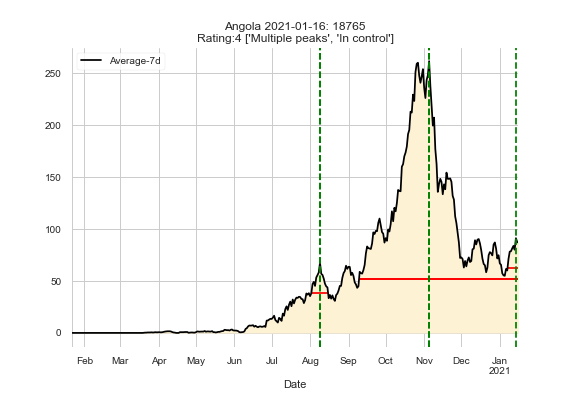 Angola 2021-01-16: 18765
Rating:4 ['Multiple peaks', 'In control']
Average-7d
250
200
150
100
50
0
Feb Mar Apr May Jun Jul Aug Sep Oct Nov Dec Jan
2021
Date